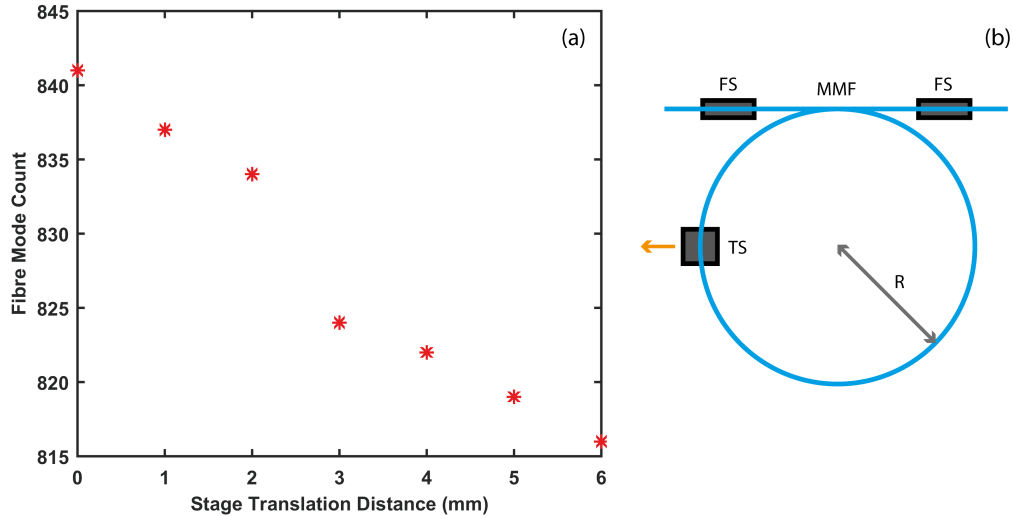 (a)
845
840
835
830
825
820
815
Fibre Mode Count
0 1 2 3 4 5 6
Stage Translation Distance (mm)
(b)
FS MMF FS
TS
R